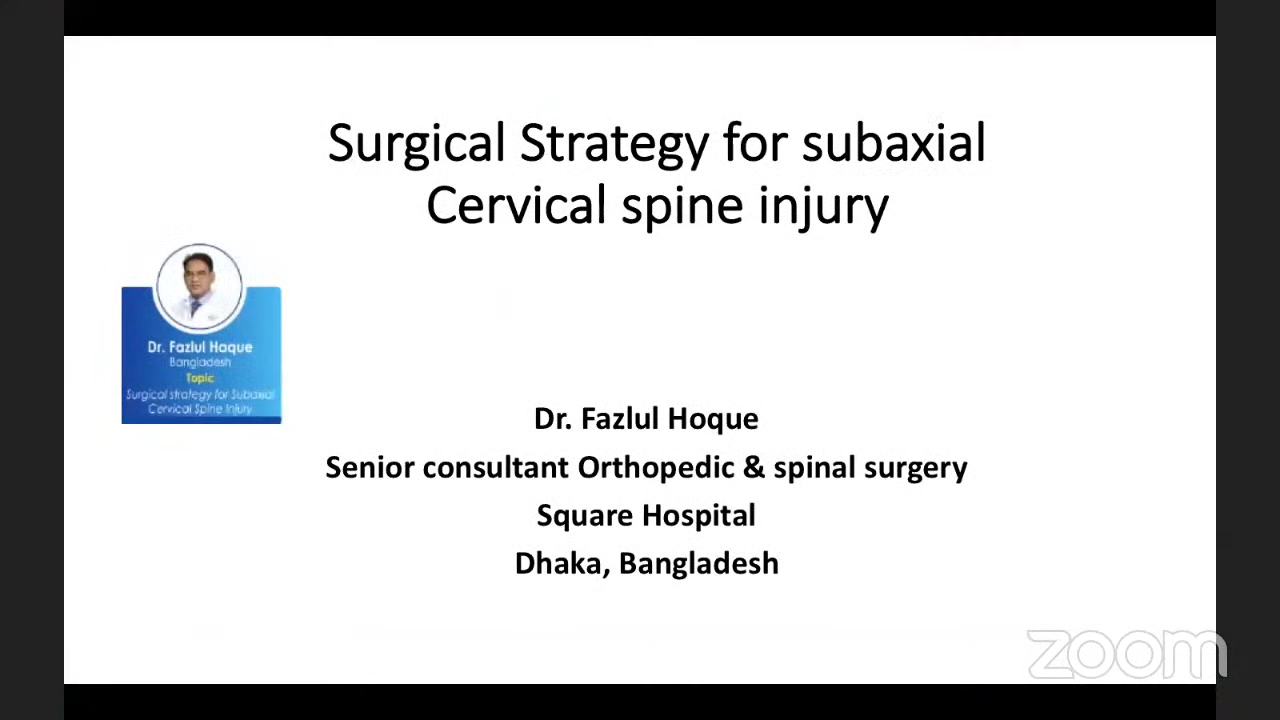 Surgical Strategy for subaxial
Cervical spine injury
Dr. Fazlul Haque
Bangladesh
Topic
Surgical strategy for Subaxial
Cervical Spine Injury
Dr. Fazlul Hoque
Senior consultant Orthopedic & spinal surgery
Square Hospital
Dhaka, Bangladesh
zoom